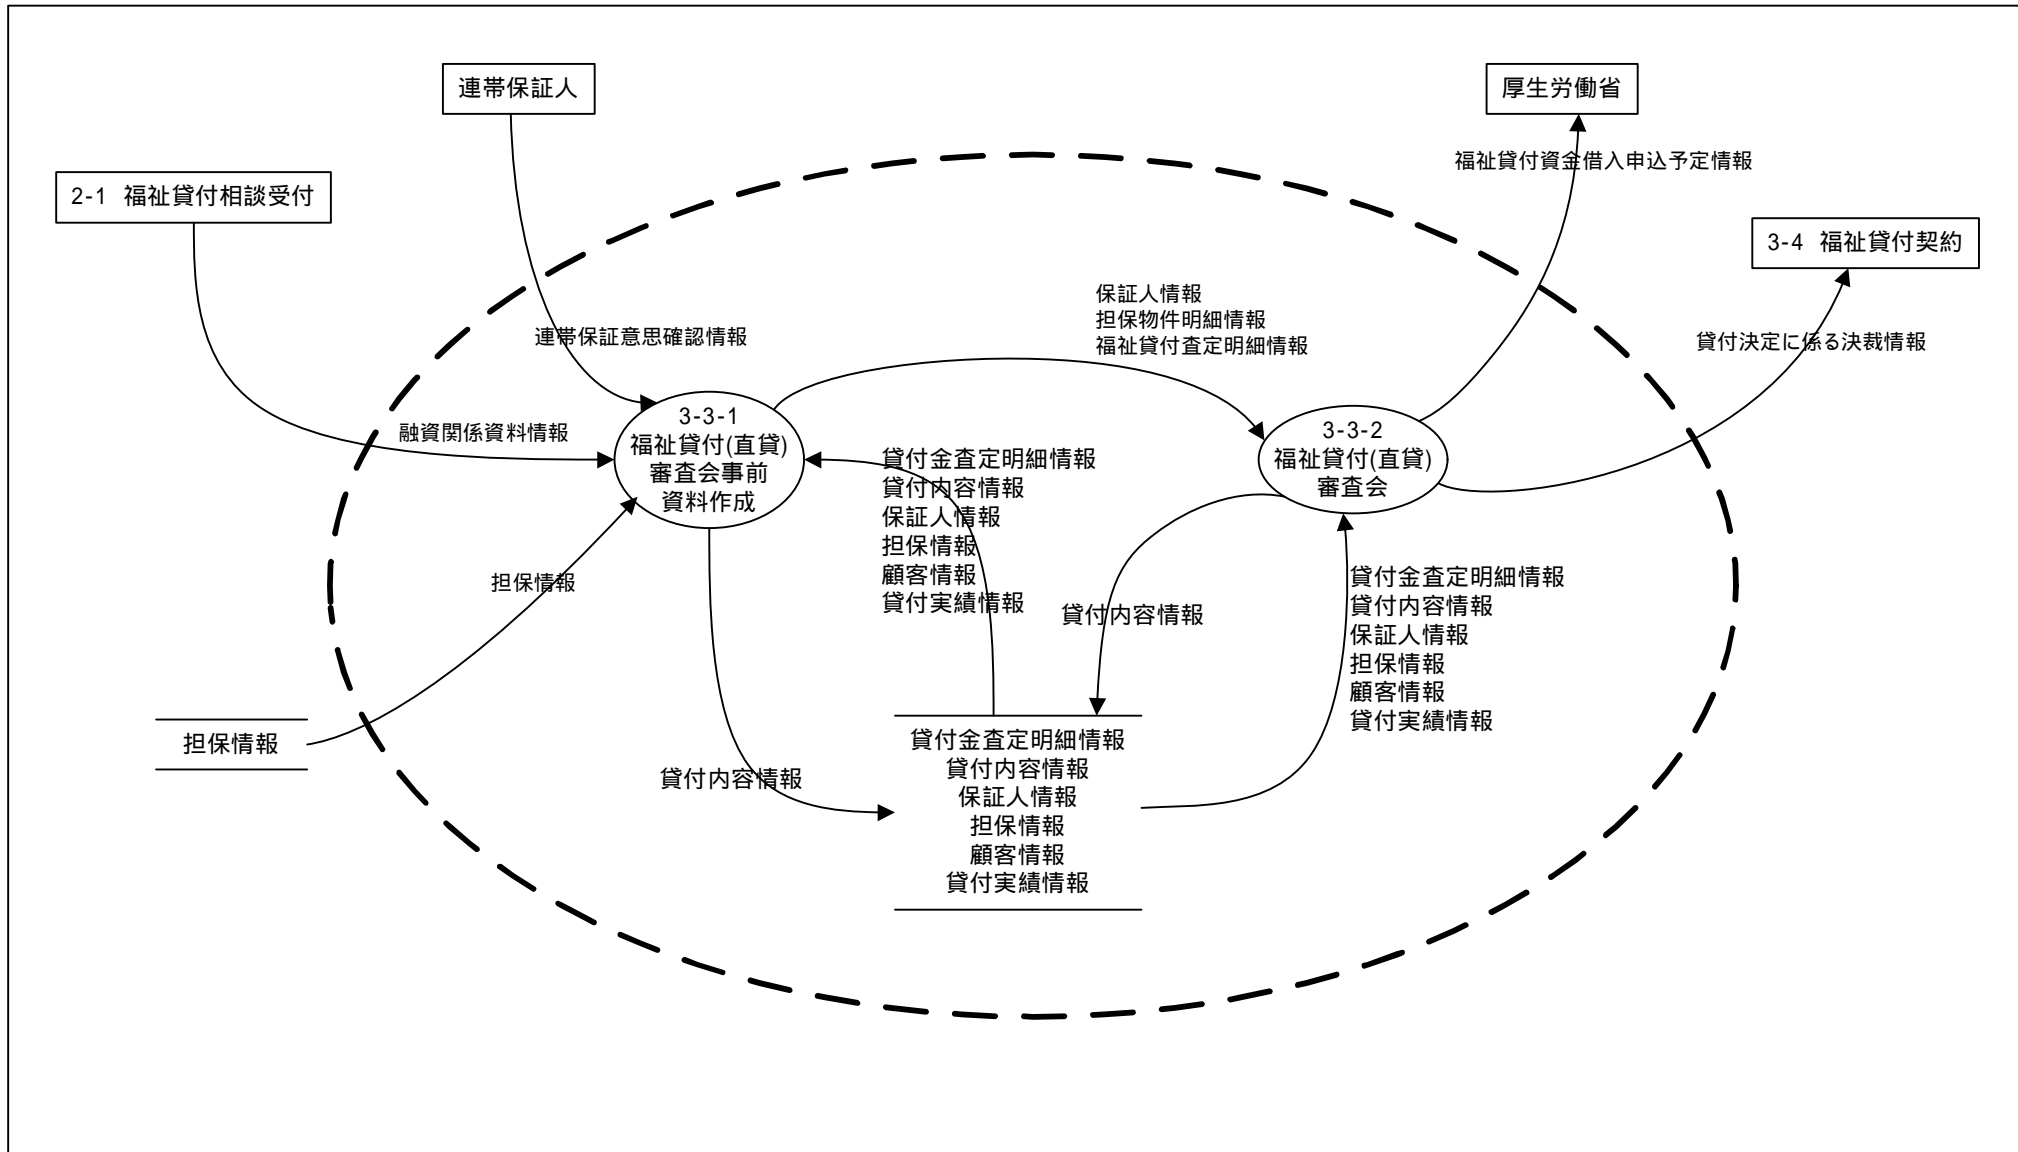 連帯保証人
厚生労働省
福祉貸付資金借入申込予定情報
2-1 福祉貸付相談受付
3-4 福祉貸付契約
保証人情報
担保物件明細情報
福祉貸付査定明細情報
連帯保証意思確認情報
貸付決定に係る決裁情報
融資関係資料情報
3-3-1
福祉貸付(直貸)
審査会事前
資料作成
3-3-2
福祉貸付(直貸)
審査会
貸付金査定明細情報
貸付内容情報
保証人情報
担保情報
顧客情報
貸付実績情報
担保情報
貸付内容情報
貸付金査定明細情報
貸付内容情報
保証人情報
担保情報
顧客情報
貸付実績情報
担保情報
貸付内容情報
貸付金査定明細情報
貸付内容情報
保証人情報
担保情報
顧客情報
貸付実績情報